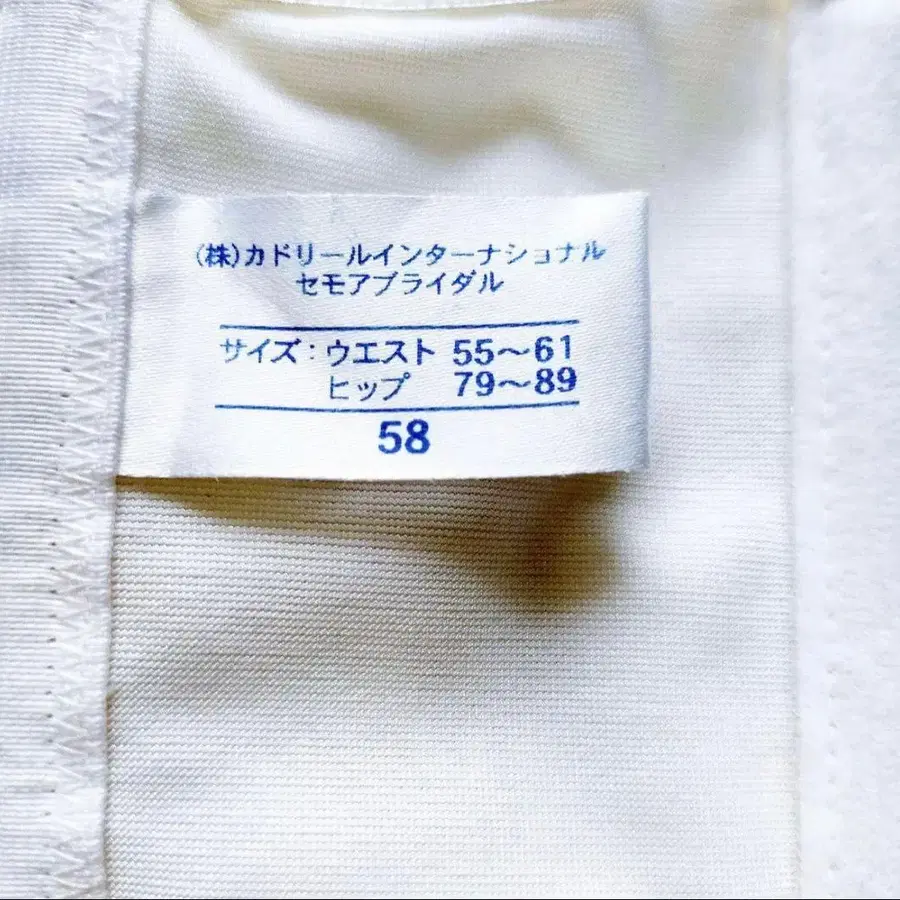 (株)カドリールインターナショナル
セモアブライダル
サイズ：ウエスト 55〜61
ヒップ 79〜89
58